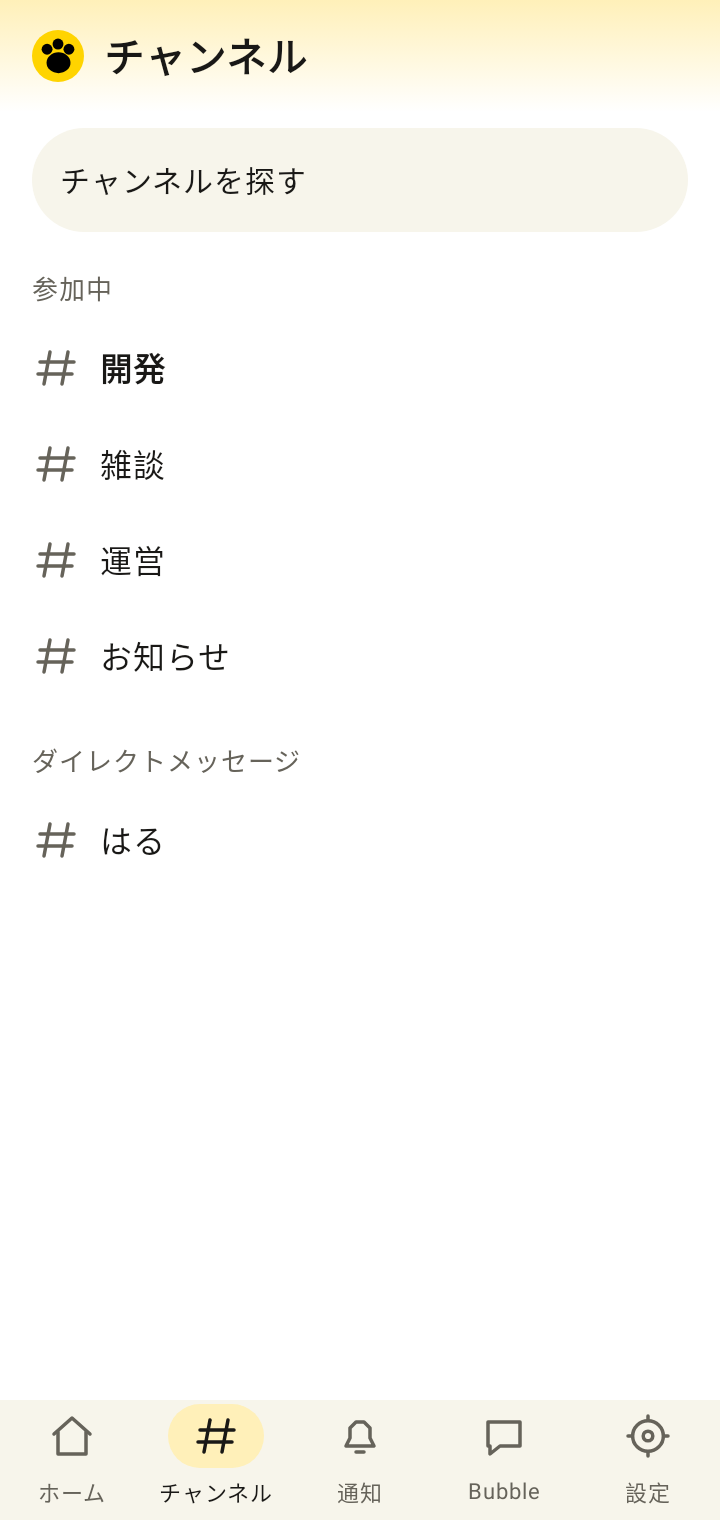 チャンネル
チャンネルを探す
参加中
開発
雑談
運営
お知らせ
ダイレクトメッセージ
はる
ホーム
チャンネル
通知
Bubble
設定